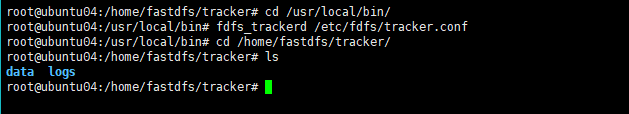 root@ubuntu04:/home/fastdfs/tracker# cd /usr/local/bin/
root@ubuntu04:/usr/local/bin# fdfs_trackerd /etc/fdfs/tracker.conf
root@ubuntu04:/usr/local/bin# cd /home/fastdfs/tracker/
root@ubuntu04:/home/fastdfs/tracker# ls
data  logs
root@ubuntu04:/home/fastdfs/tracker#